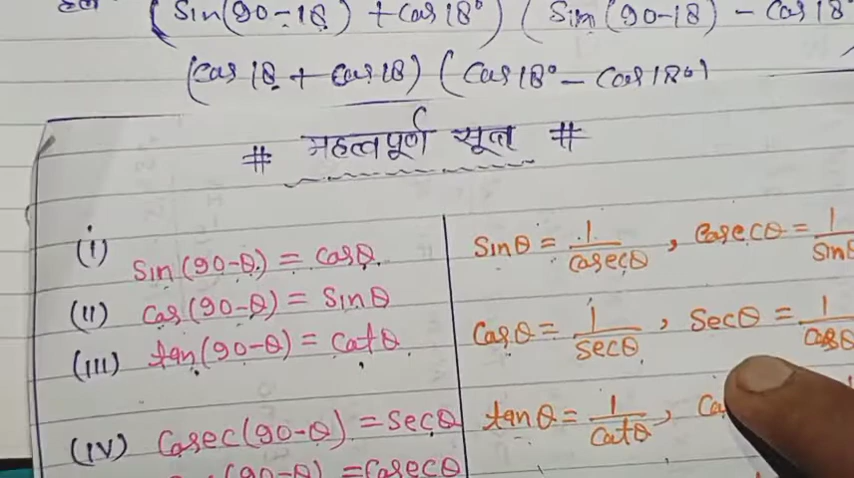 हल (Sin(90-18) + Cos 18°) (Sin (90-18) - Cos 18°
(Cos 18 + Cos 18) (Cos 18° - Cos 18°)
# महत्वपूर्ण सूत्र #
(i) Sin (90-θ) = Cosθ
(II) Cos (90-θ) = Sinθ
(III) tan (90-θ) = Cotθ
(IV) Cosec (90-θ) = Secθ
(90-θ) = Cosecθ
Sinθ = 1/Cosecθ , Cosecθ = 1/Sinθ
Cosθ = 1/Secθ , Secθ = 1/Cosθ
tanθ = 1/Cotθ , Co